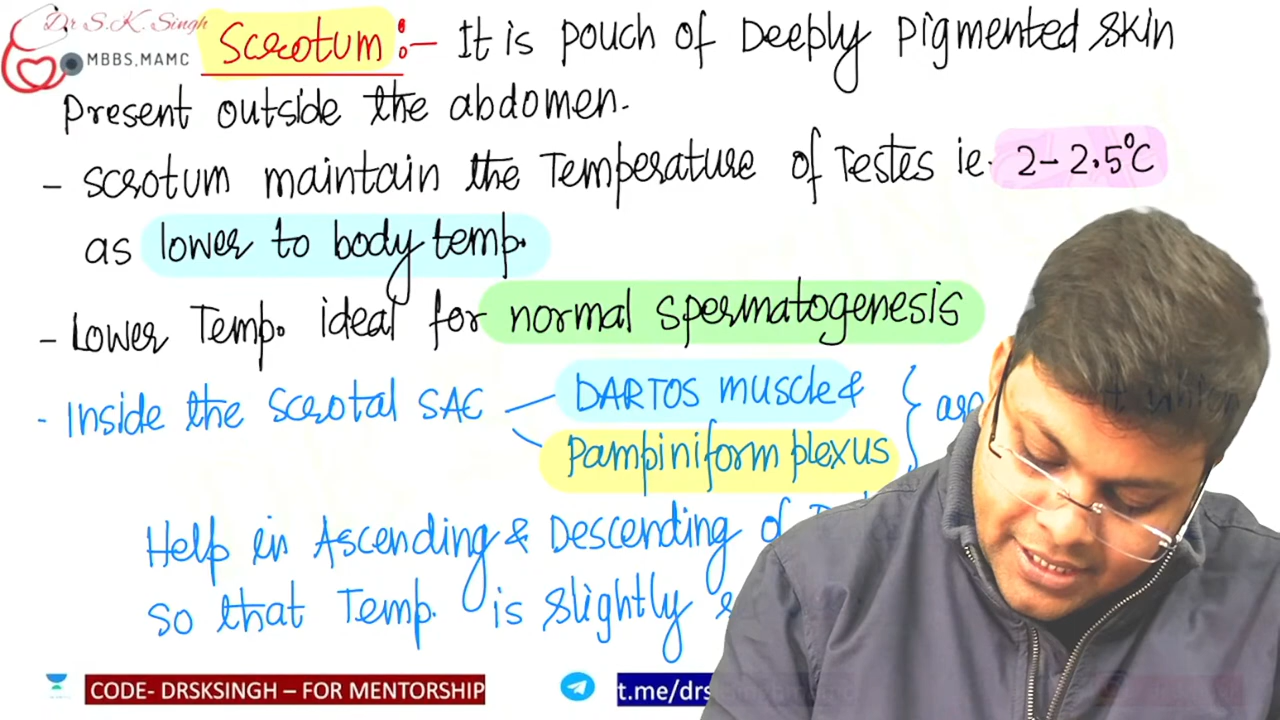 Dr S.K. Singh
MBBS,MAMC
Scrotum :- It is pouch of Deeply pigmented skin
Present outside the abdomen.
- Scrotum maintain the Temperature of Testes ie. 2-2.5°C
as lower to body temp.
- Lower Temp. ideal for normal spermatogenesis
- Inside the Scrotal SAC DARTOS muscle &
Pampiniform plexus
Help in Ascending & Descending of
so that Temp. is slightly
CODE- DRSKSINGH – FOR MENTORSHIP